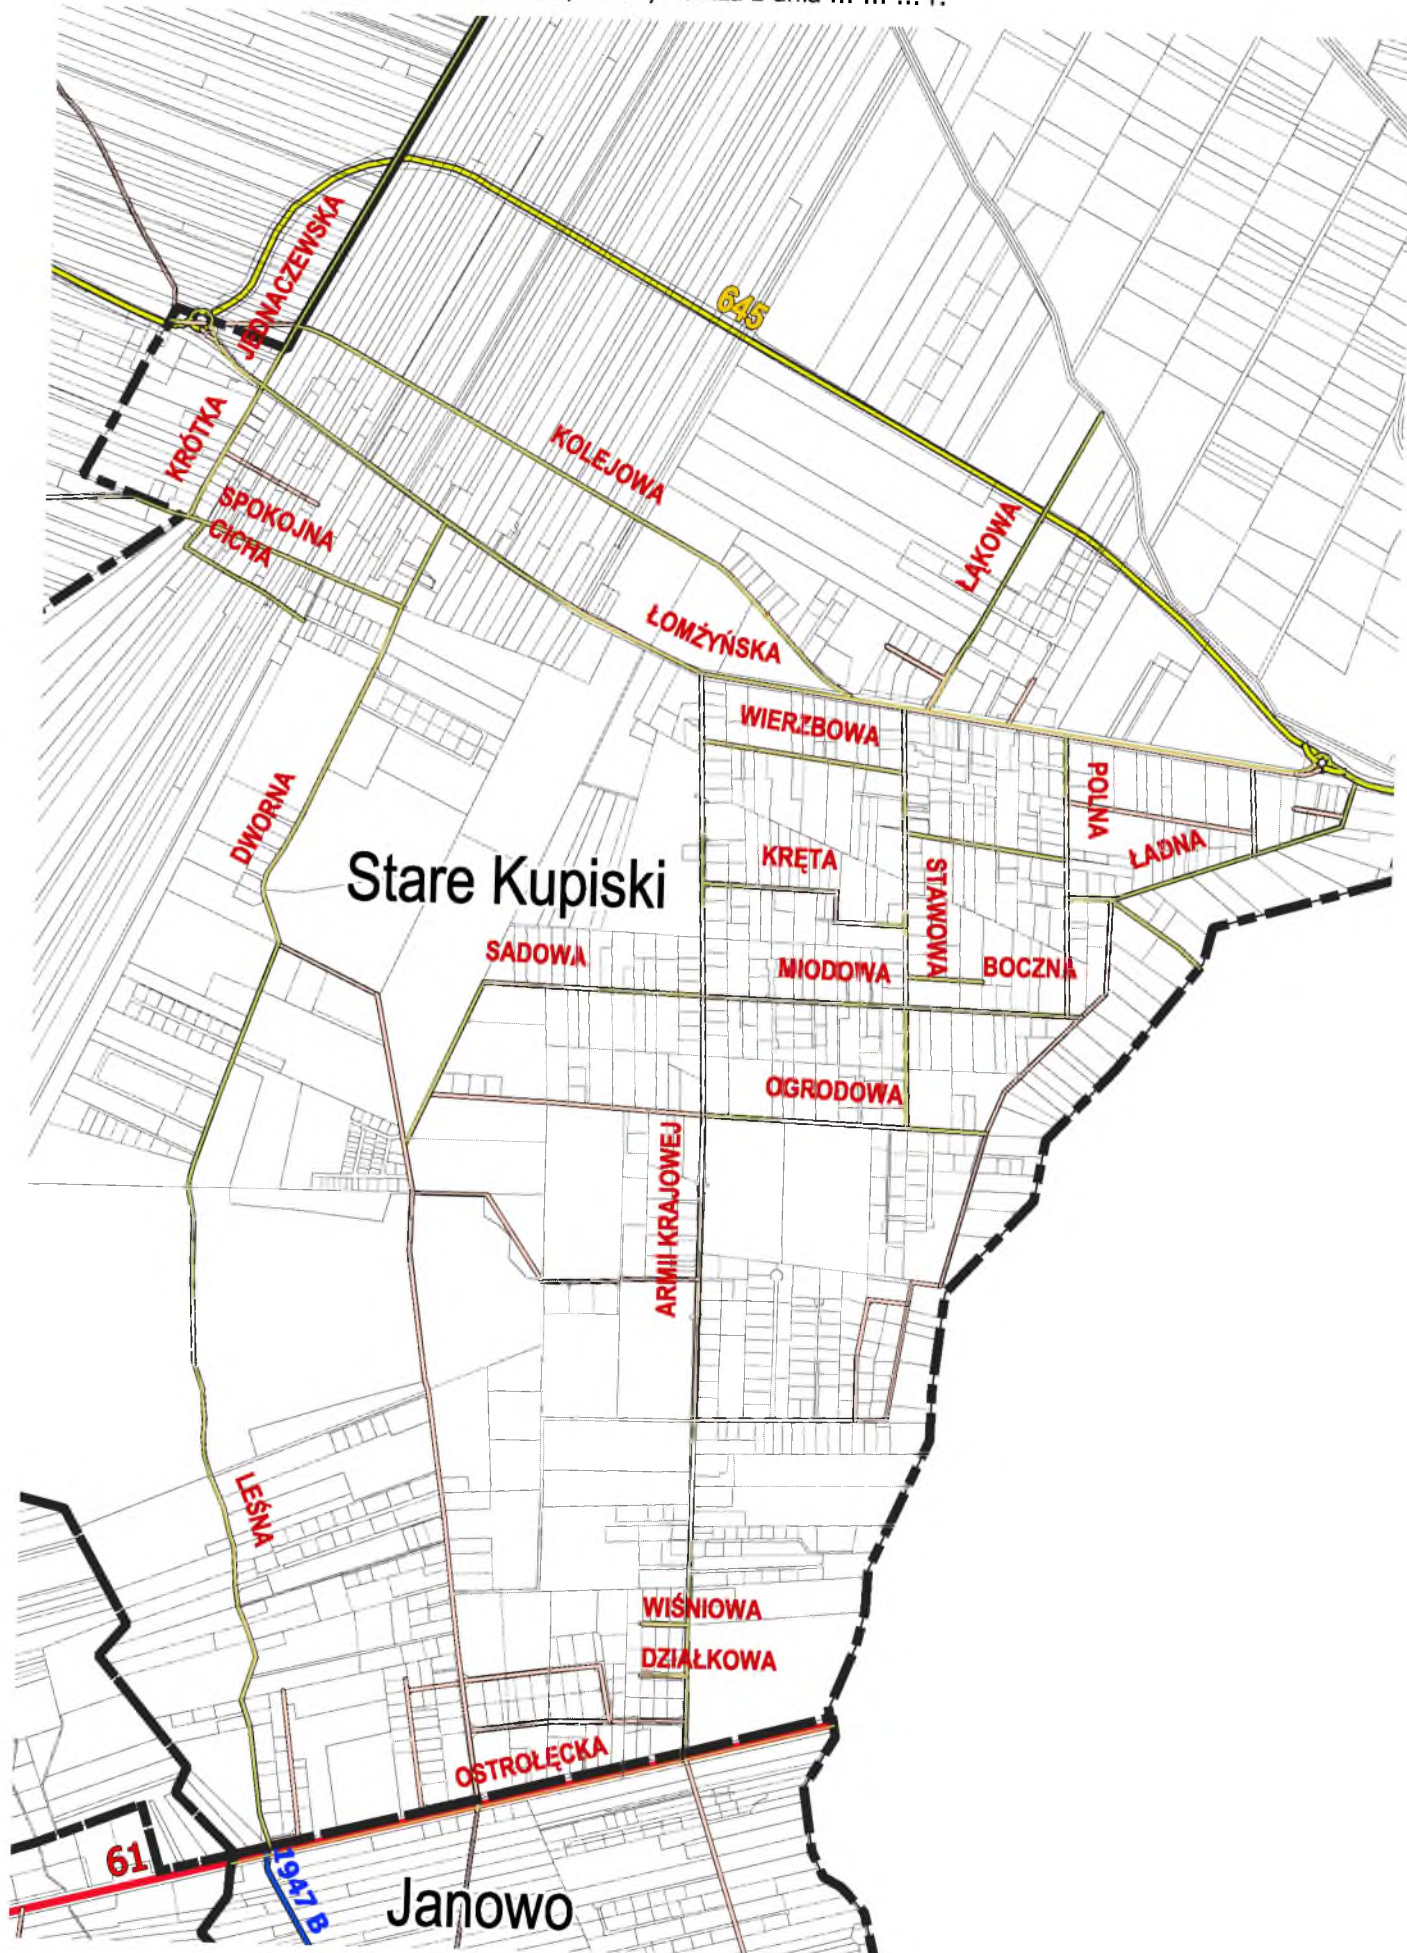 z dnia ... ... ... r.
JEDNACZEWSKA
645
KRÓTKA
KOLEJOWA
SPOKOJNA
CICHA
ŁĄKOWA
ŁOMŻYŃSKA
WIERZBOWA
DWORNA
POLNA
KRĘTA
ŁADNA
Stare Kupiski
STAWOWA
SADOWA
MIODOWA
BOCZNA
OGRODOWA
ARMII KRAJOWEJ
LEŚNA
WIŚNIOWA
DZIAŁKOWA
OSTROŁĘCKA
61
1947 B
Janowo